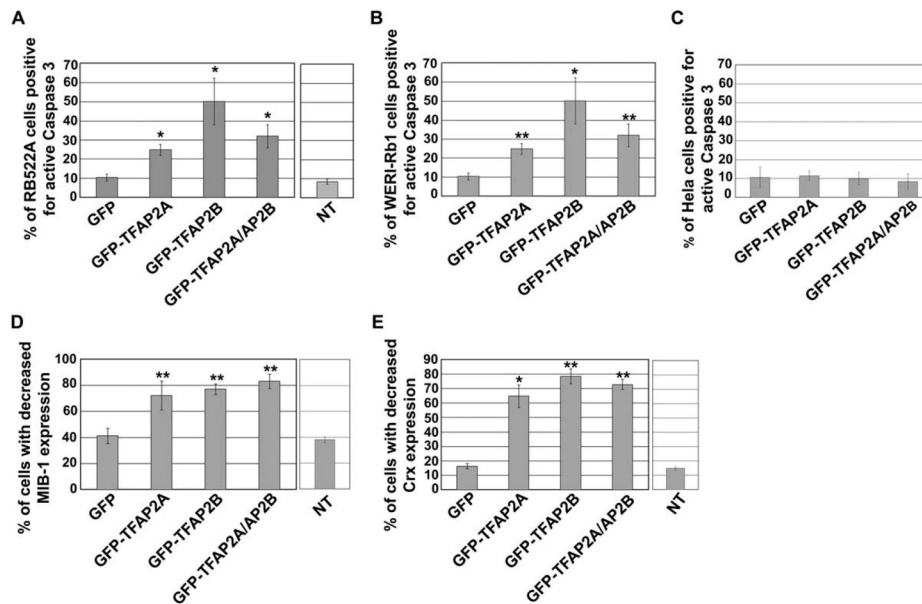 A
% of RB522A cells positive
for active Caspase 3
70
60
50
40
30
20
10
0
*
*
*
GFP
GFP-TFAP2A
GFP-TFAP2B
GFP-TFAP2A/AP2B
NT
B
% of WERI-Rb1 cells positive
for active Caspase 3
70
60
50
40
30
20
10
0
**
*
**
GFP
GFP-TFAP2A
GFP-TFAP2B
GFP-TFAP2A/AP2B
C
% of Hela cells positive for
active Caspase 3
70
60
50
40
30
20
10
0
GFP
GFP-TFAP2A
GFP-TFAP2B
GFP-TFAP2A/AP2B
D
% of cells with decreased
MIB-1 expression
100
80
60
40
20
0
**
**
**
GFP
GFP-TFAP2A
GFP-TFAP2B
GFP-TFAP2A/AP2B
NT
E
% of cells with decreased
Crx expression
90
80
70
60
50
40
30
20
10
0
*
**
**
GFP
GFP-TFAP2A
GFP-TFAP2B
GFP-TFAP2A/AP2B
NT